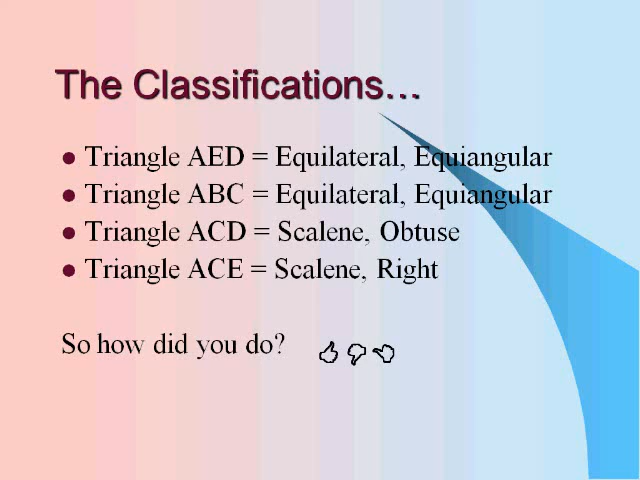 The Classifications…
Triangle AED = Equilateral, Equiangular
Triangle ABC = Equilateral, Equiangular
Triangle ACD = Scalene, Obtuse
Triangle ACE = Scalene, Right
So how did you do?